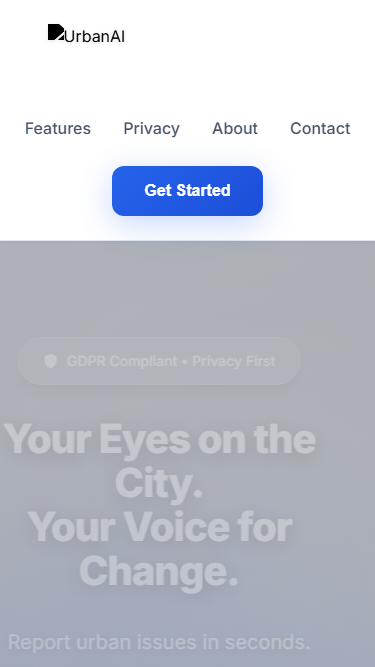 UrbanAI
Features Privacy About Contact
Get Started
GDPR Compliant • Privacy First
Your Eyes on the
City.
Your Voice for
Change.
Report urban issues in seconds.